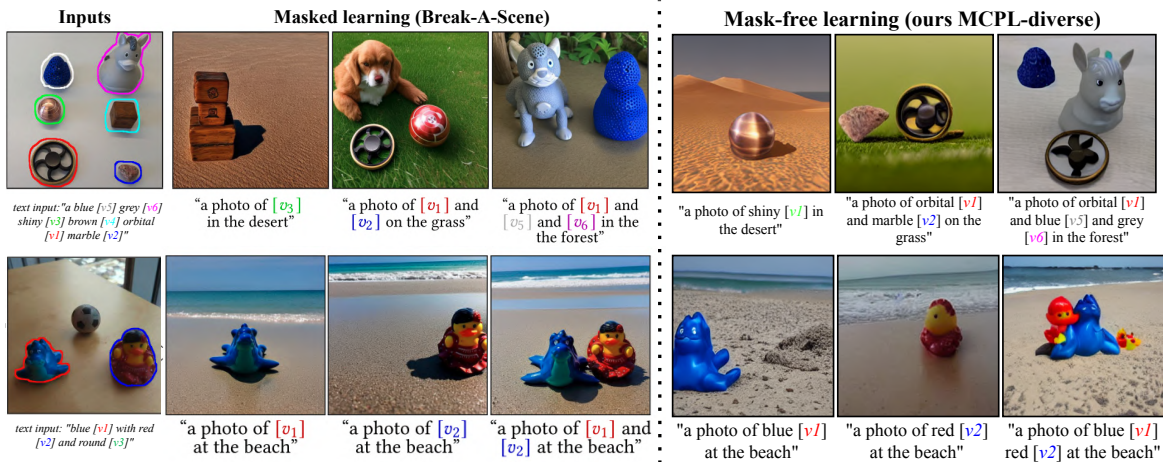 Inputs
Masked learning (Break-A-Scene)
Mask-free learning (ours MCPL-diverse)
text input:"a blue [v5] grey [v6]
shiny [v3] brown [v4] orbital
[v1] marble [v2]"
“a photo of [v3]
in the desert”
“a photo of [v1] and
[v2] on the grass”
“a photo of [v1] and
[v5] and [v6] in the
the forest”
"a photo of shiny [v1] in
the desert"
"a photo of orbital [v1]
and marble [v2] on the
grass"
"a photo of orbital [v1]
and blue [v5] and grey
[v6] in the forest"
text input: "blue [v1] with red
[v2] and round [v3]"
“a photo of [v1]
at the beach”
“a photo of [v2]
at the beach”
“a photo of [v1] and
[v2] at the beach”
"a photo of blue [v1]
at the beach"
"a photo of red [v2]
at the beach"
"a photo of blue [v1]
red [v2] at the beach"